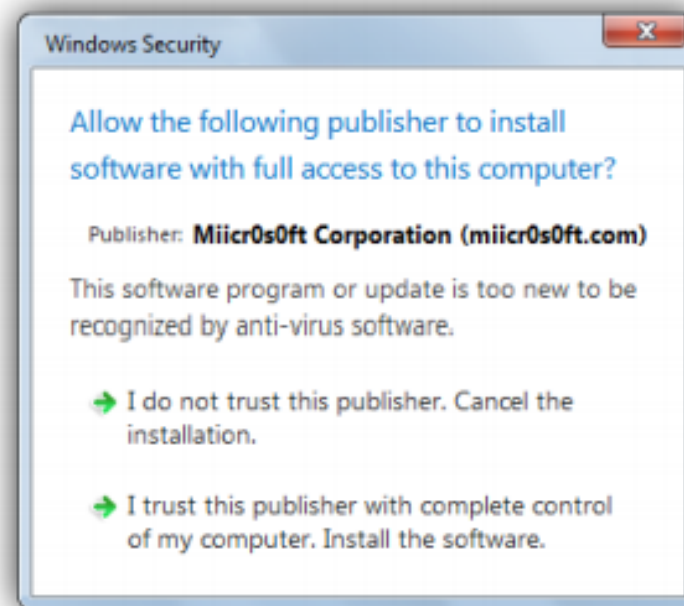 Windows Security
Allow the following publisher to install
software with full access to this computer?
Publisher: Miicr0s0ft Corporation (miicr0s0ft.com)
This software program or update is too new to be
recognized by anti-virus software.
I do not trust this publisher. Cancel the
installation.
I trust this publisher with complete control
of my computer. Install the software.